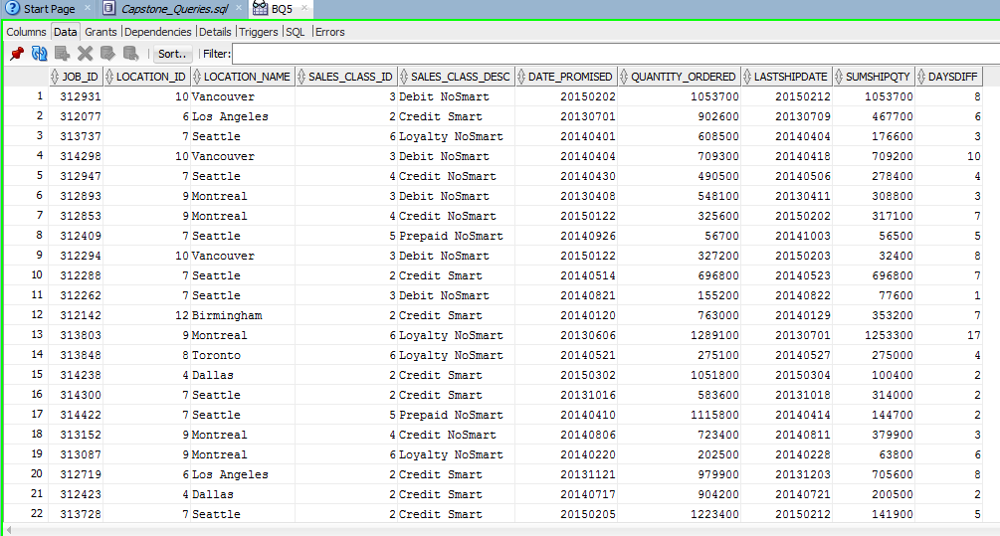 Start Page Capstone_Queries.sql BQ5
Columns Data Grants Dependencies Details Triggers SQL Errors
Sort.. Filter:
JOB_ID LOCATION_ID LOCATION_NAME SALES_CLASS_ID SALES_CLASS_DESC DATE_PROMISED QUANTITY_ORDERED LASTSHIPDATE SUMSHIPQTY DAYSDIFF
1 312931 10 Vancouver 3 Debit NoSmart 20150202 1053700 20150212 1053700 8
2 312077 6 Los Angeles 2 Credit Smart 20130701 902600 20130709 467700 6
3 313737 7 Seattle 6 Loyalty NoSmart 20140401 608500 20140404 176600 3
4 314298 10 Vancouver 3 Debit NoSmart 20140404 709300 20140418 709200 10
5 312947 7 Seattle 4 Credit NoSmart 20140430 490500 20140506 278400 4
6 312893 9 Montreal 3 Debit NoSmart 20130408 548100 20130411 308800 3
7 312853 9 Montreal 4 Credit NoSmart 20150122 325600 20150202 317100 7
8 312409 7 Seattle 5 Prepaid NoSmart 20140926 56700 20141003 56500 5
9 312294 10 Vancouver 3 Debit NoSmart 20150122 327200 20150203 32400 8
10 312288 7 Seattle 2 Credit Smart 20140514 696800 20140523 696800 7
11 312262 7 Seattle 3 Debit NoSmart 20140821 155200 20140822 77600 1
12 312142 12 Birmingham 2 Credit Smart 20140120 763000 20140129 353200 7
13 313803 9 Montreal 6 Loyalty NoSmart 20130606 1289100 20130701 1253300 17
14 313848 8 Toronto 6 Loyalty NoSmart 20140521 275100 20140527 275000 4
15 314238 4 Dallas 2 Credit Smart 20150302 1051800 20150304 100400 2
16 314300 7 Seattle 2 Credit Smart 20131016 583600 20131018 314000 2
17 314422 7 Seattle 5 Prepaid NoSmart 20140410 1115800 20140414 144700 2
18 313152 9 Montreal 4 Credit NoSmart 20140806 723400 20140811 379900 3
19 313087 9 Montreal 6 Loyalty NoSmart 20140220 202500 20140228 63800 6
20 312719 6 Los Angeles 2 Credit Smart 20131121 979900 20131203 705600 8
21 312423 4 Dallas 2 Credit Smart 20140717 904200 20140721 200500 2
22 313728 7 Seattle 2 Credit Smart 20150205 1223400 20150212 141900 5